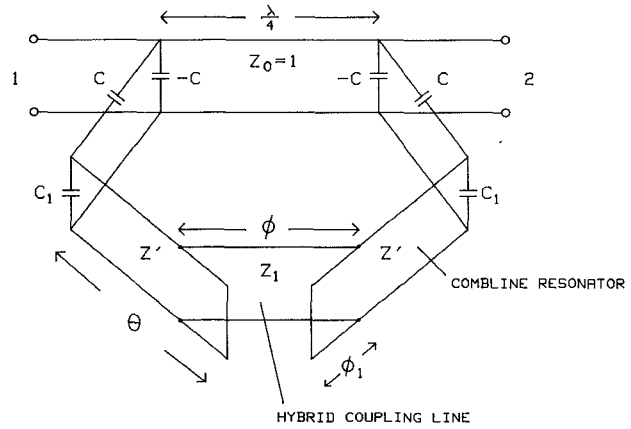 λ/4
1 C -C Z₀=1 -C C 2
C₁ C₁
ϕ
Z′ Z₁ Z′
COMBLINE RESONATOR
θ ϕ₁
HYBRID COUPLING LINE